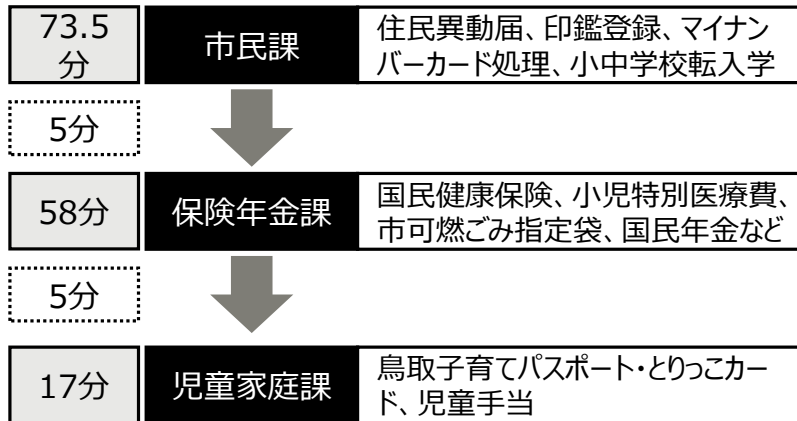 73.5
分
市民課
住民異動届、印鑑登録、マイナン
バーカード処理、小中学校転入学
5分
58分
保険年金課
国民健康保険、小児特別医療費、
市可燃ごみ指定袋、国民年金など
5分
17分
児童家庭課
鳥取子育てパスポート・とりっこカー
ド、児童手当